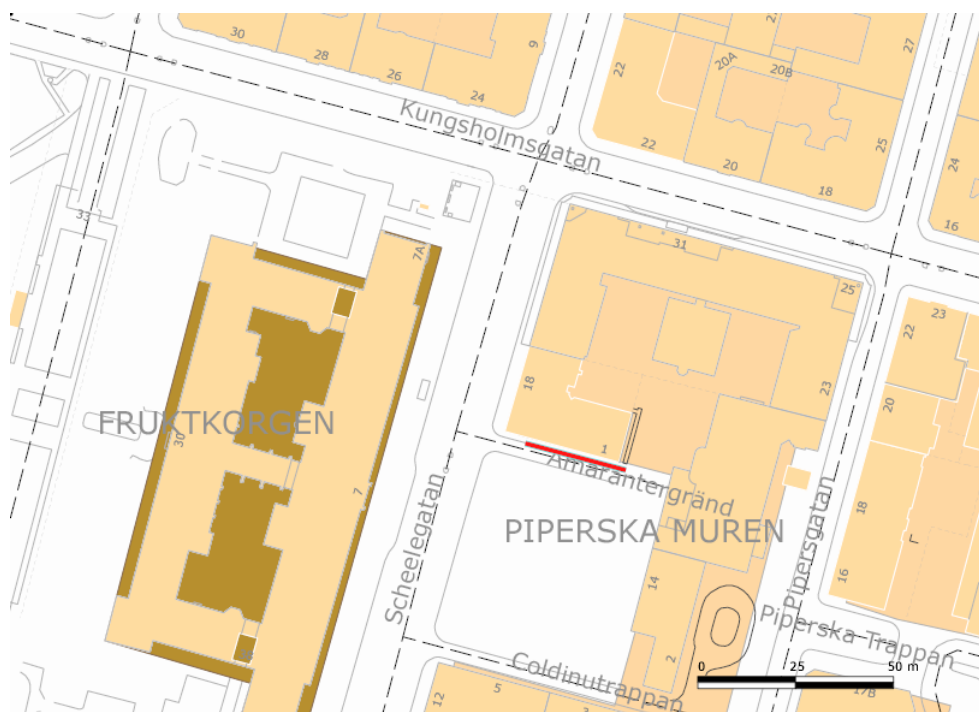 30
28
26
24
9
22
20A
20B
27
22
20
18
25
24
16
Kungsholmsgatan
33
7A
31
25
23
22
20
18
1
23
FRUKTKORGEN
30
7
Scheelegatan
Amarantergränd
PIPERSKA MUREN
Pipersgatan
18
16
14
2
Piperska Trappan
Coldinutrappan
0 25 50 m
12
5
3
17B